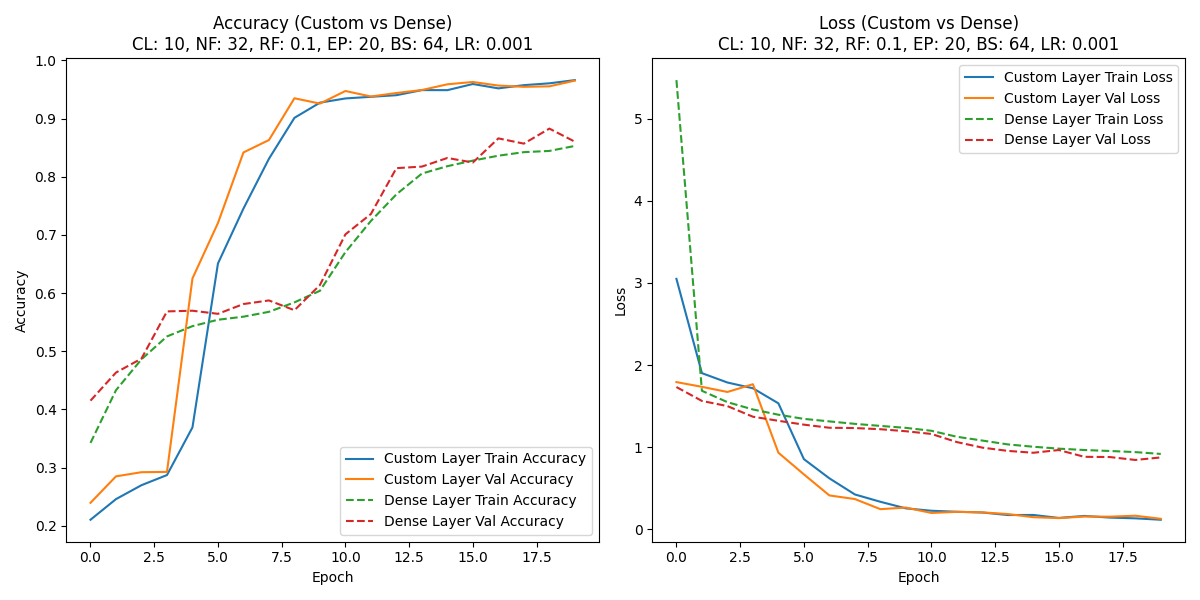 Accuracy (Custom vs Dense)
CL: 10, NF: 32, RF: 0.1, EP: 20, BS: 64, LR: 0.001
1.0
0.9
0.8
0.7
0.6
0.5
0.4
0.3
0.2
Accuracy
Custom Layer Train Accuracy
Custom Layer Val Accuracy
Dense Layer Train Accuracy
Dense Layer Val Accuracy
0.0 2.5 5.0 7.5 10.0 12.5 15.0 17.5
Epoch
Loss (Custom vs Dense)
CL: 10, NF: 32, RF: 0.1, EP: 20, BS: 64, LR: 0.001
Custom Layer Train Loss
Custom Layer Val Loss
Dense Layer Train Loss
Dense Layer Val Loss
5
4
3
2
1
0
Loss
0.0 2.5 5.0 7.5 10.0 12.5 15.0 17.5
Epoch